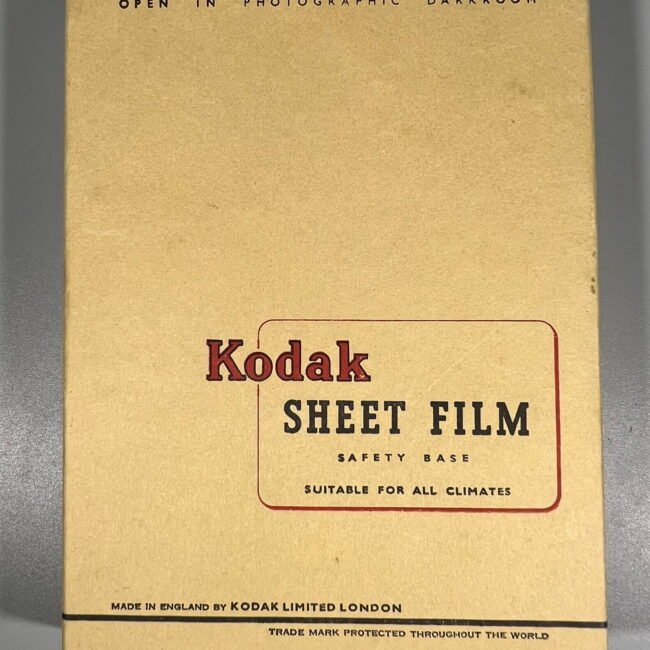 OPEN IN PHOTOGRAPHIC DARKROOM
Kodak
SHEET FILM
SAFETY BASE
SUITABLE FOR ALL CLIMATES
MADE IN ENGLAND BY KODAK LIMITED LONDON
TRADE MARK PROTECTED THROUGHOUT THE WORLD